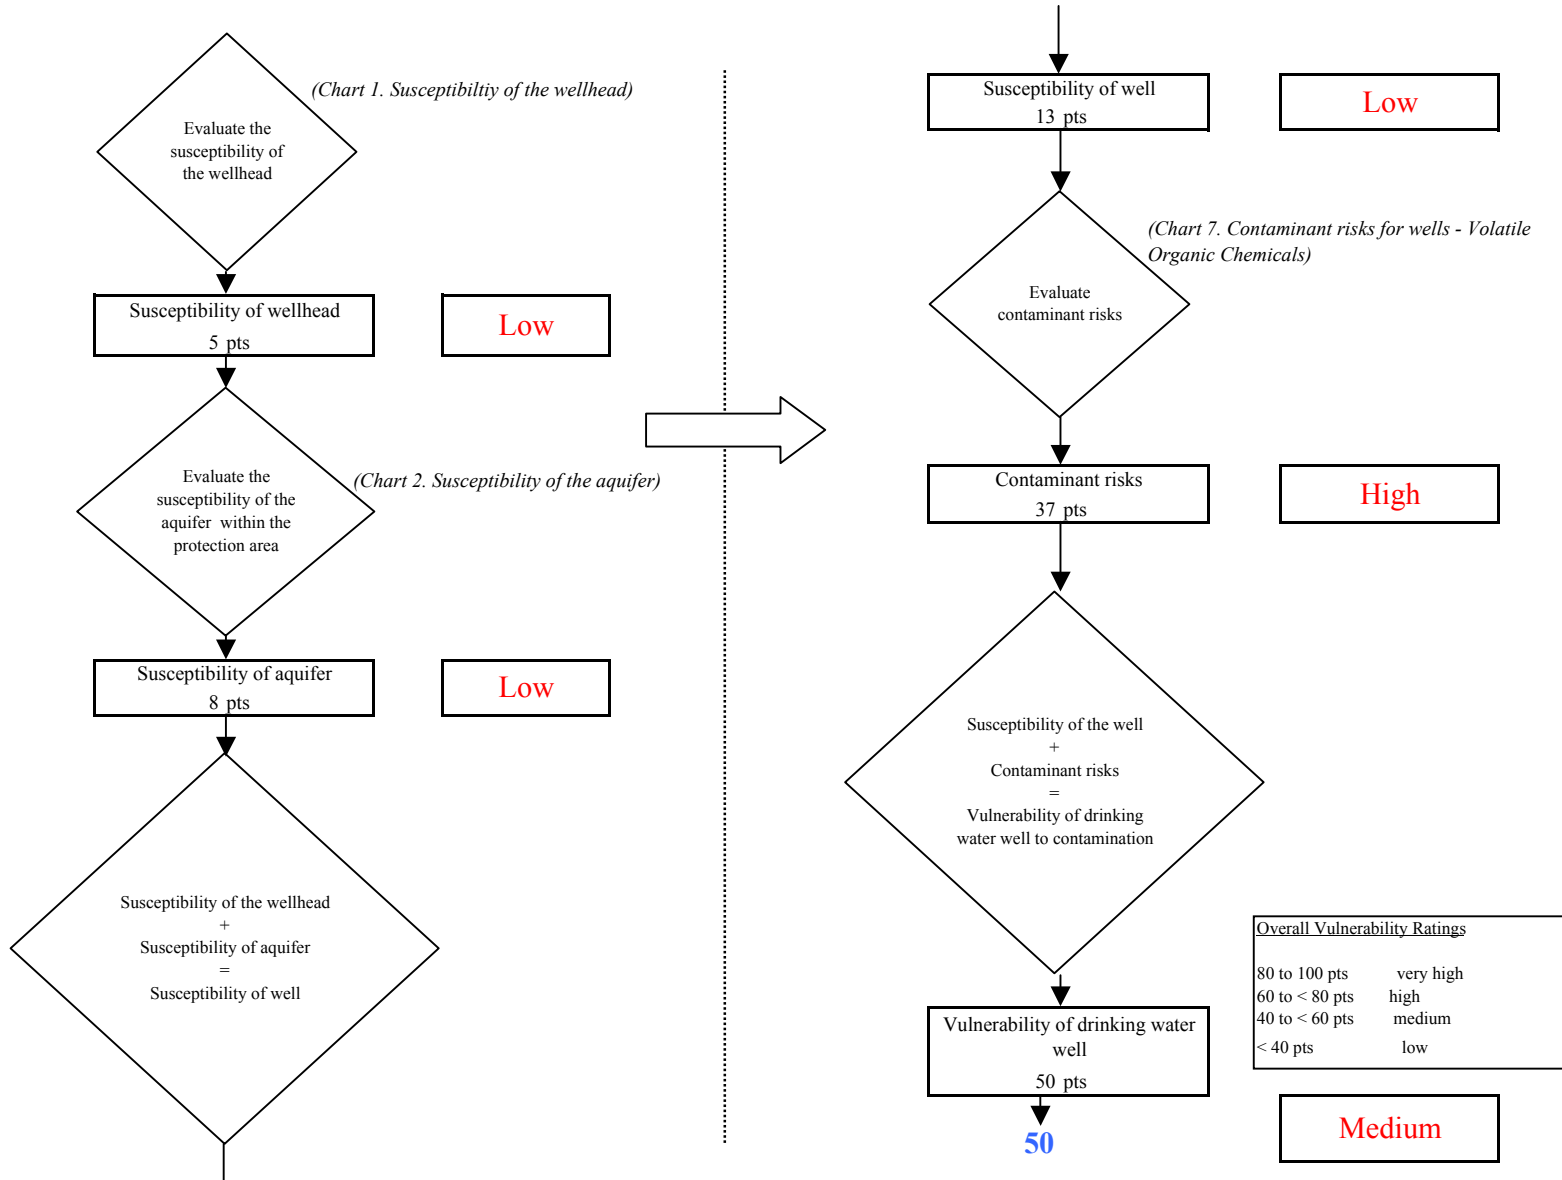 (Chart 1. Susceptibiltiy of the wellhead)
Evaluate the
susceptibility of
the wellhead
Susceptibility of wellhead
5 pts
Low
Evaluate the
susceptibility of the
aquifer within the
protection area
(Chart 2. Susceptibility of the aquifer)
Susceptibility of aquifer
8 pts
Low
Susceptibility of the wellhead
+
Susceptibility of aquifer
=
Susceptibility of well
Susceptibility of well
13 pts
Low
(Chart 7. Contaminant risks for wells - Volatile
Organic Chemicals)
Evaluate
contaminant risks
Contaminant risks
37 pts
High
Susceptibility of the well
+
Contaminant risks
=
Vulnerability of drinking
water well to contamination
Overall Vulnerability Ratings
80 to 100 pts very high
60 to < 80 pts high
40 to < 60 pts medium
< 40 pts low
Vulnerability of drinking water
well
50 pts
50
Medium